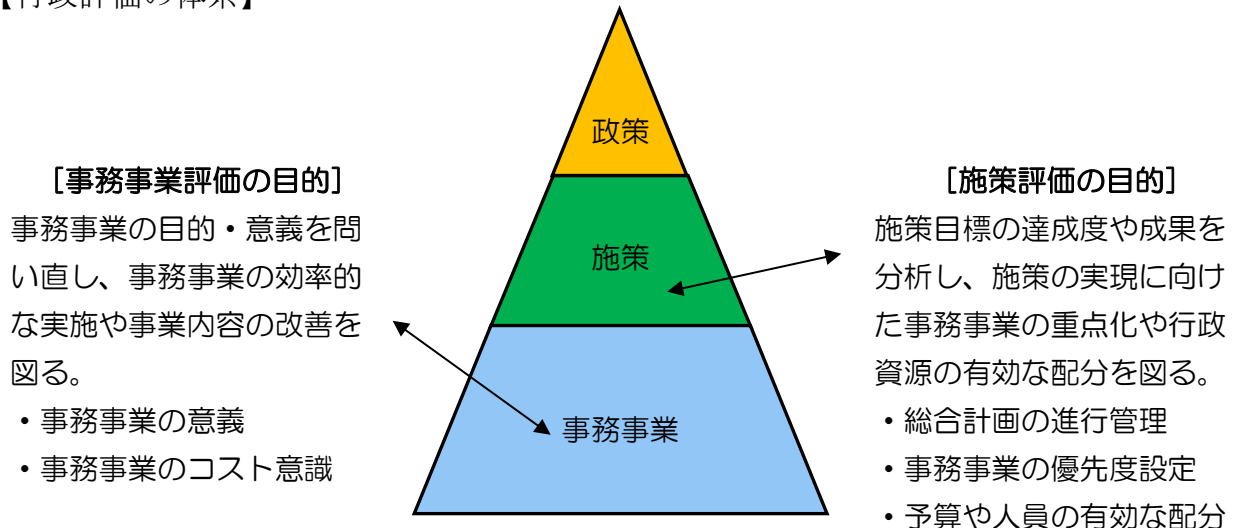 【行政評価の体系】
政策
施策
事務事業
[事務事業評価の目的]
事務事業の目的・意義を問
い直し、事務事業の効率的
な実施や事業内容の改善を
図る。
・事務事業の意義
・事務事業のコスト意識
[施策評価の目的]
施策目標の達成度や成果を
分析し、施策の実現に向け
た事務事業の重点化や行政
資源の有効な配分を図る。
・総合計画の進行管理
・事務事業の優先度設定
・予算や人員の有効な配分